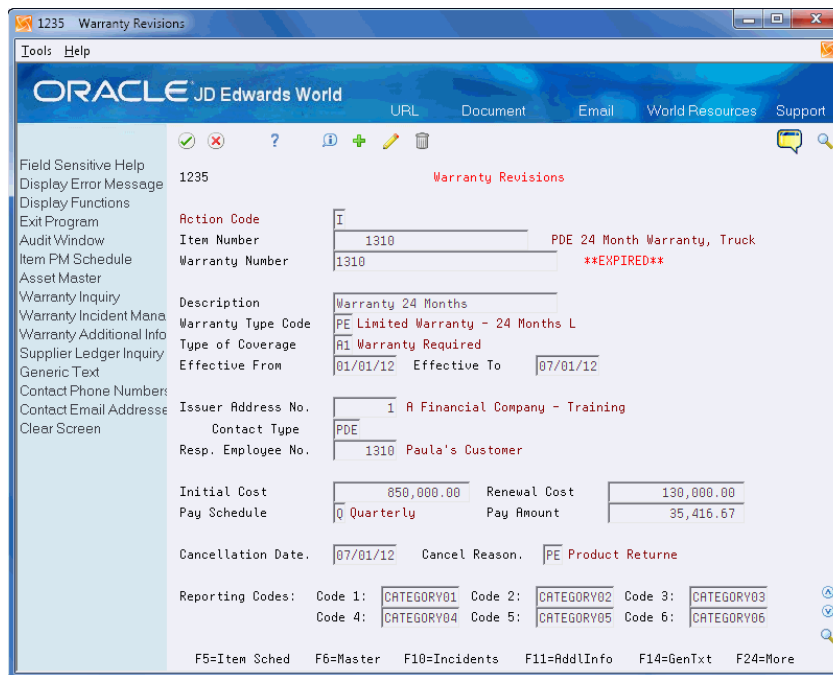 1235 Warranty Revisions
Tools Help
ORACLE JD Edwards World
URL Document Email World Resources Support
Field Sensitive Help
Display Error Message
Display Functions
Exit Program
Audit Window
Item PM Schedule
Asset Master
Warranty Inquiry
Warranty Incident Mana
Warranty Additional Info
Supplier Ledger Inquiry
Generic Text
Contact Phone Numbers
Contact Email Addresse
Clear Screen
1235 Warranty Revisions
Action Code I
Item Number 1310 PDE 24 Month Warranty, Truck
Warranty Number 1310 **EXPIRED**
Description Warranty 24 Months
Warranty Type Code PE Limited Warranty - 24 Months L
Type of Coverage A1 Warranty Required
Effective From 01/01/12 Effective To 07/01/12
Issuer Address No. 1 A Financial Company - Training
Contact Type PDE
Resp. Employee No. 1310 Paula's Customer
Initial Cost 850,000.00 Renewal Cost 130,000.00
Pay Schedule Q Quarterly Pay Amount 35,416.67
Cancellation Date. 07/01/12 Cancel Reason. PE Product Returne
Reporting Codes: Code 1: CATEGORY01 Code 2: CATEGORY02 Code 3: CATEGORY03
Code 4: CATEGORY04 Code 5: CATEGORY05 Code 6: CATEGORY06
F5=Item Sched F6=Master F10=Incidents F11=AddlInfo F14=GenTxt F24=More